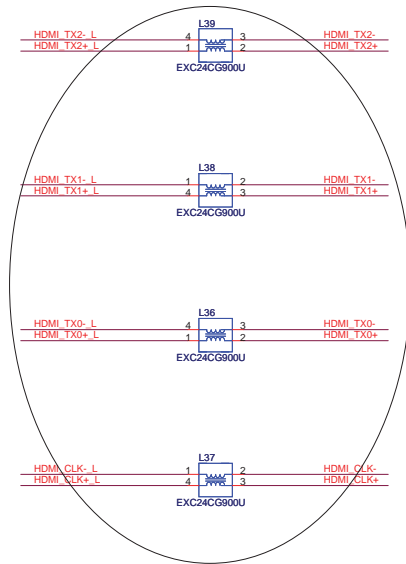 L39
HDMI_TX2-_L 4 3 HDMI_TX2-
HDMI_TX2+_L 1 2 HDMI_TX2+
EXC24CG900U
L38
HDMI_TX1-_L 1 2 HDMI_TX1-
HDMI_TX1+_L 4 3 HDMI_TX1+
EXC24CG900U
L36
HDMI_TX0-_L 4 3 HDMI_TX0-
HDMI_TX0+_L 1 2 HDMI_TX0+
EXC24CG900U
L37
HDMI_CLK-_L 1 2 HDMI_CLK-
HDMI_CLK+_L 4 3 HDMI_CLK+
EXC24CG900U